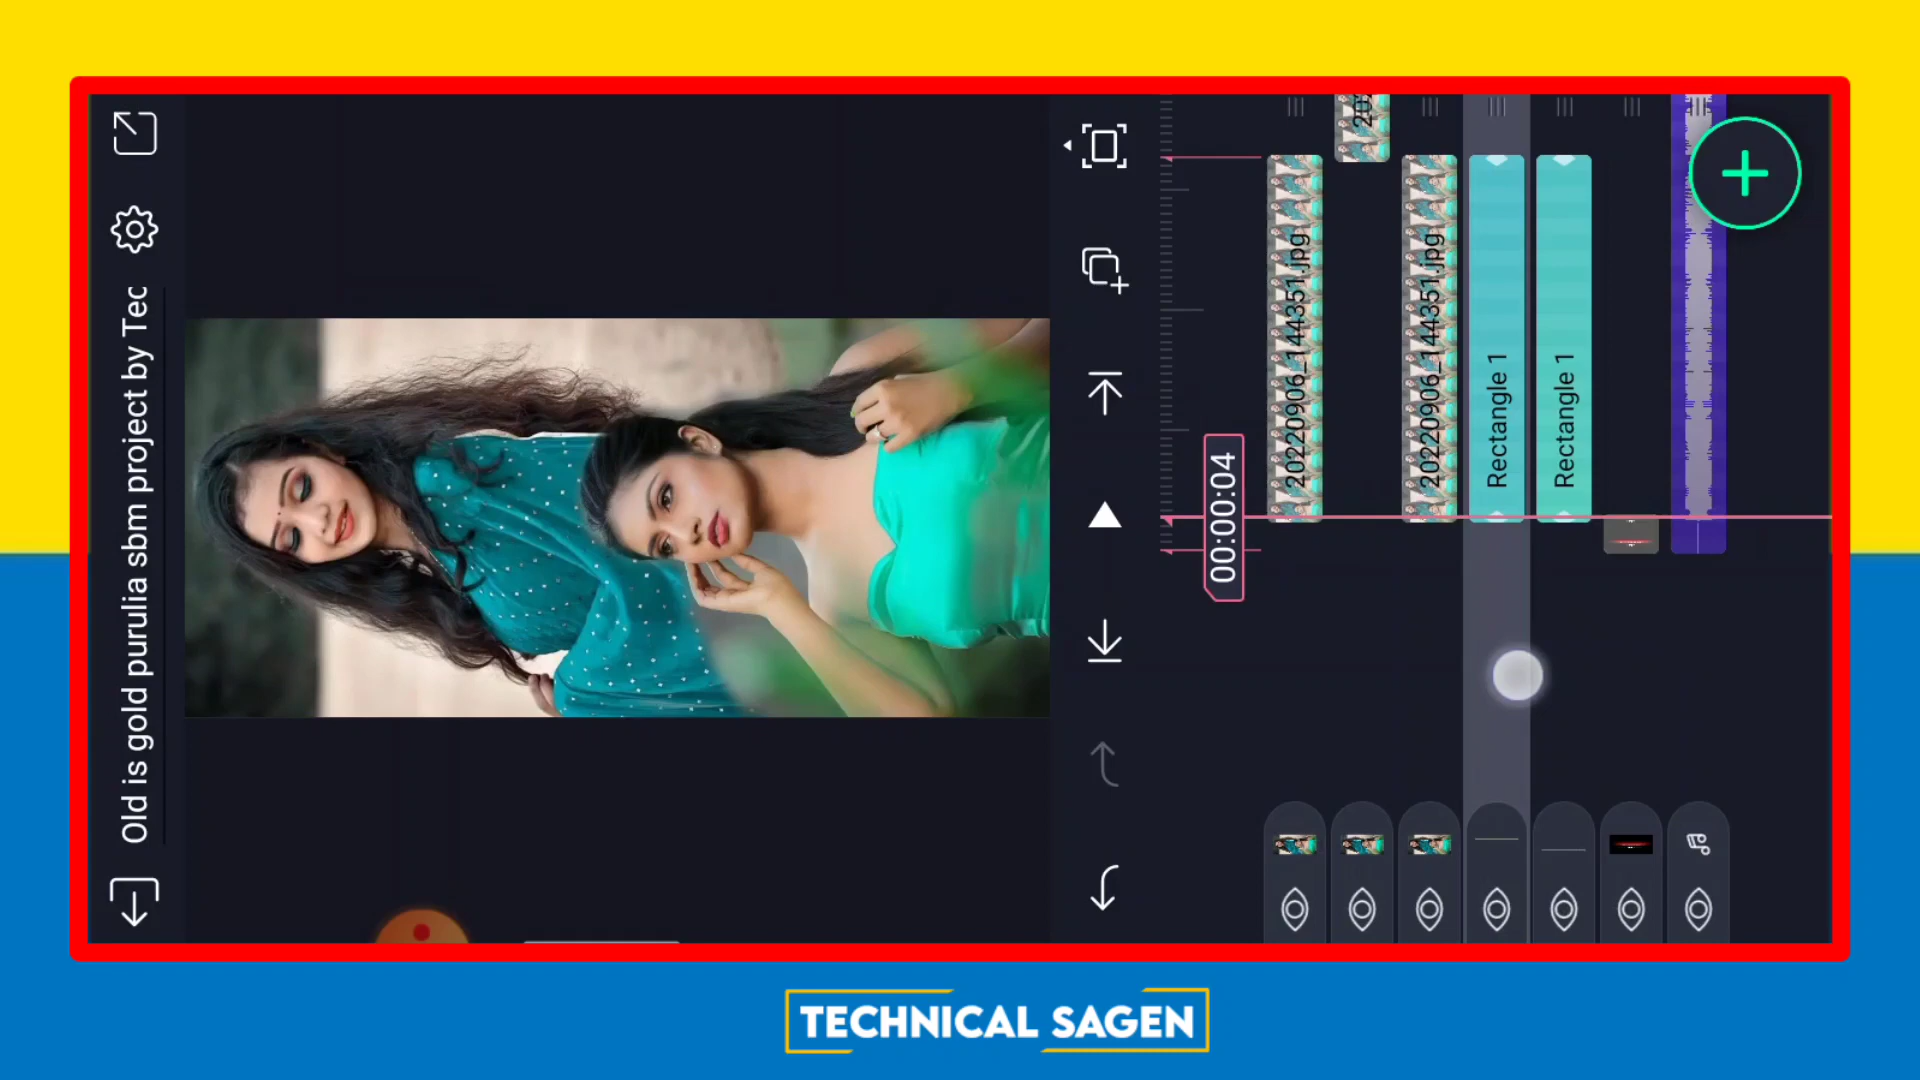 Old is gold purulia sbm project by Tec
00:00:04
20220906_144351.jpg
202
20220906_144351.jpg
Rectangle 1
Rectangle 1
TECHNICAL SAGEN